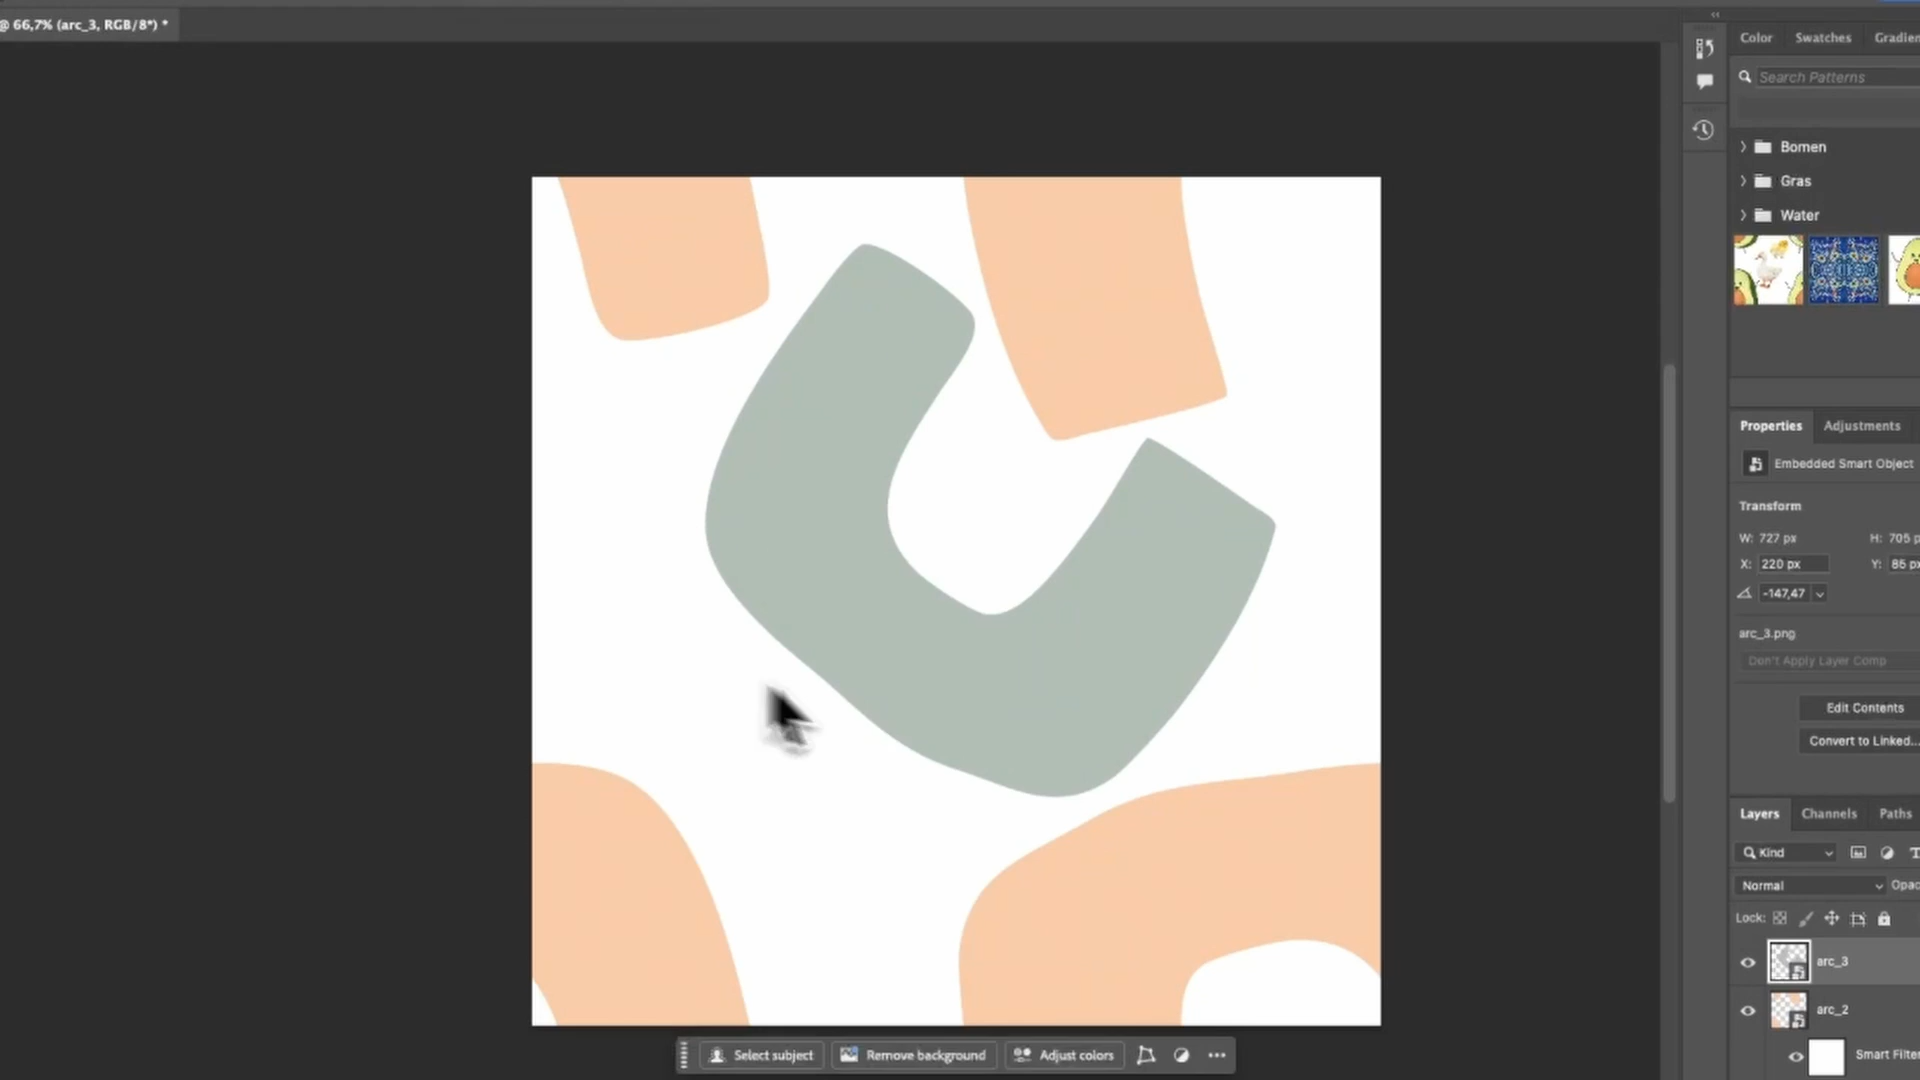 @ 66,7% (arc_3, RGB/8*) *
Color Swatches
Search Patterns
Bomen
Gras
Water
Properties Adjustments
Embedded Smart Object
Transform
W: 727 px H: 705 p
X: 220 px Y: 86 px
-147,47
arc_3.png
Don't Apply Layer Comp
Edit Contents
Convert to Linked...
Layers Channels Paths
Kind
Normal
Lock:
arc_3
arc_2
Smart
Select subject Remove background Adjust colors